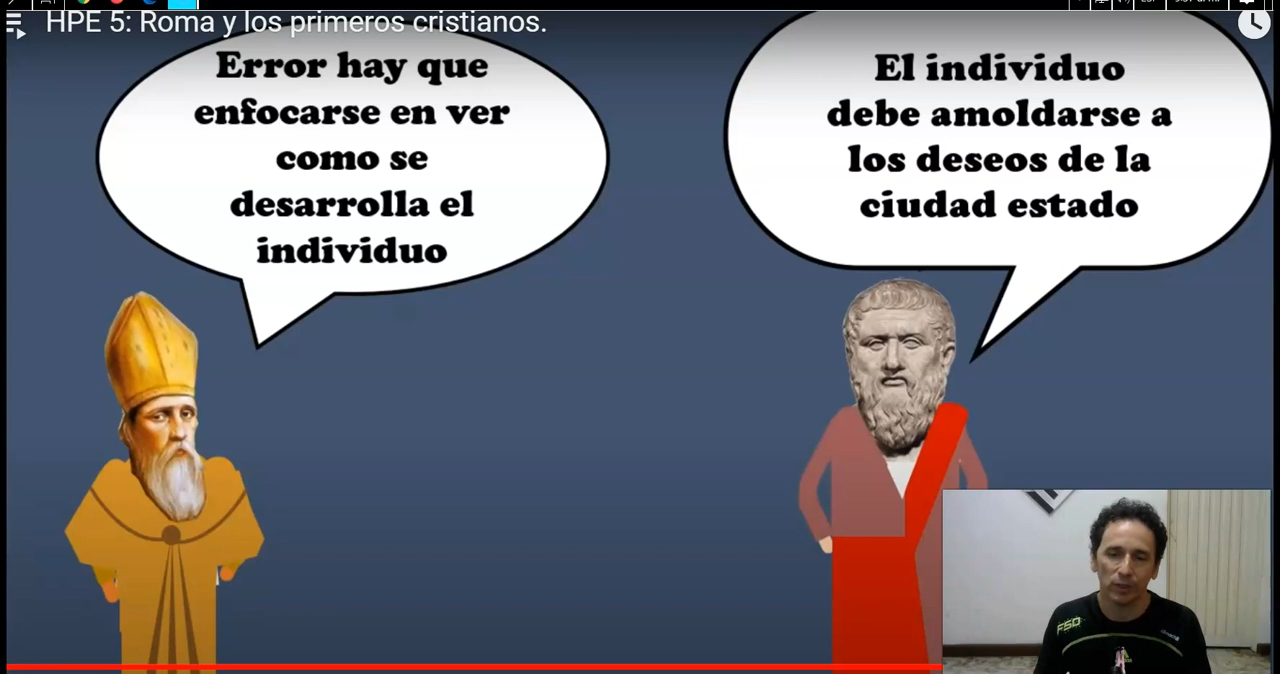 HPE 5: Roma y los primeros cristianos.
Error hay que
enfocarse en ver
como se
desarrolla el
individuo
El individuo
debe amoldarse a
los deseos de la
ciudad estado
FSO